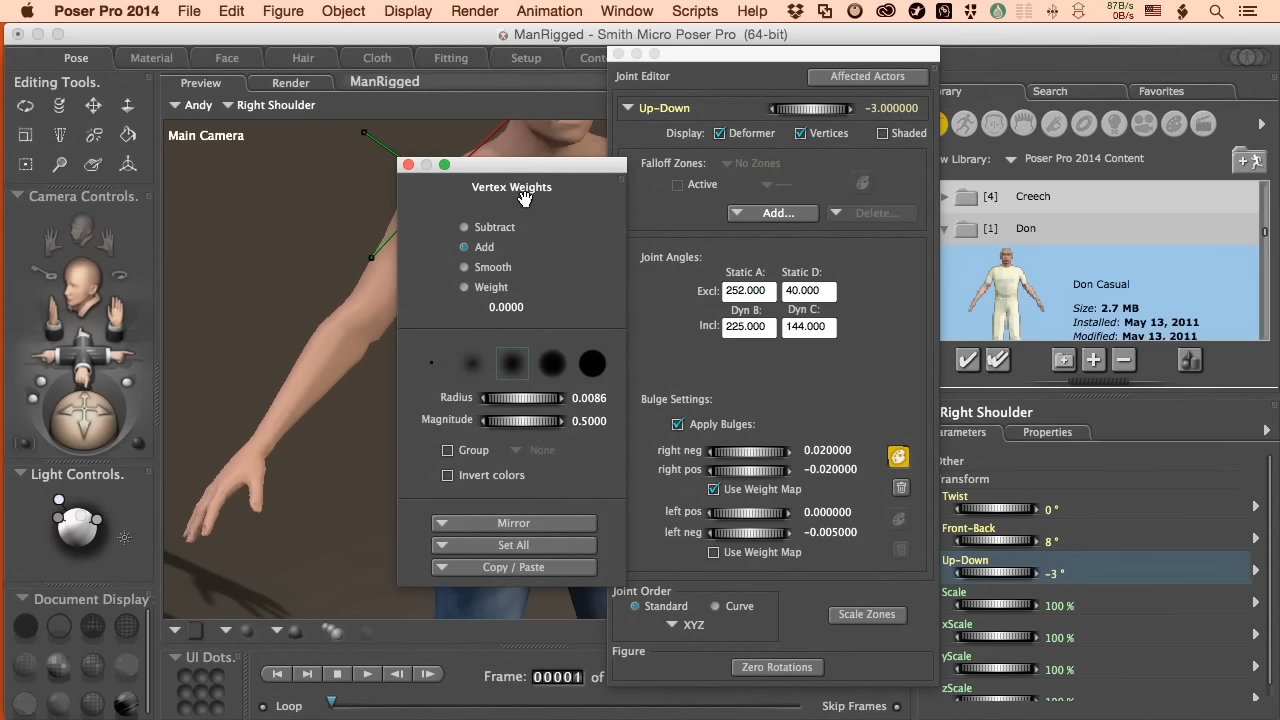 Poser Pro 2014 File Edit Figure Object Display Render Animation Window Scripts Help 87B/s 0B/s
ManRigged - Smith Micro Poser Pro (64-bit)
Pose Material Face Hair Cloth Fitting Setup Cont
Editing Tools.
Preview Render ManRigged
Andy Right Shoulder
Main Camera
Camera Controls.
Light Controls.
Document Display
UI Dots.
Frame: 00001 of
Loop Skip Frames
Vertex Weights
Subtract
Add
Smooth
Weight
0.0000
Radius 0.0086
Magnitude 0.5000
Group None
Invert colors
Mirror
Set All
Copy / Paste
Joint Editor Affected Actors
Up-Down -3.000000
Display: Deformer Vertices Shaded
Falloff Zones: No Zones
Active ---
Add... Delete...
Joint Angles:
Static A: Static D:
Excl: 252.000 40.000
Dyn B: Dyn C:
Incl: 225.000 144.000
Bulge Settings:
Apply Bulges:
right neg 0.020000
right pos -0.020000
Use Weight Map
left pos 0.000000
left neg -0.005000
Use Weight Map
Joint Order
Standard Curve
XYZ
Scale Zones
Figure
Zero Rotations
brary Search Favorites
w Library: Poser Pro 2014 Content
[4] Creech
[1] Don
Don Casual
Size: 2.7 MB
Installed: May 13, 2011
Modified: May 13, 2011
Right Shoulder
arameters Properties
Other
ransform
Twist
0 °
Front-Back
8 °
Up-Down
-3 °
Scale
100 %
xScale
100 %
yScale
100 %
zScale
100 %